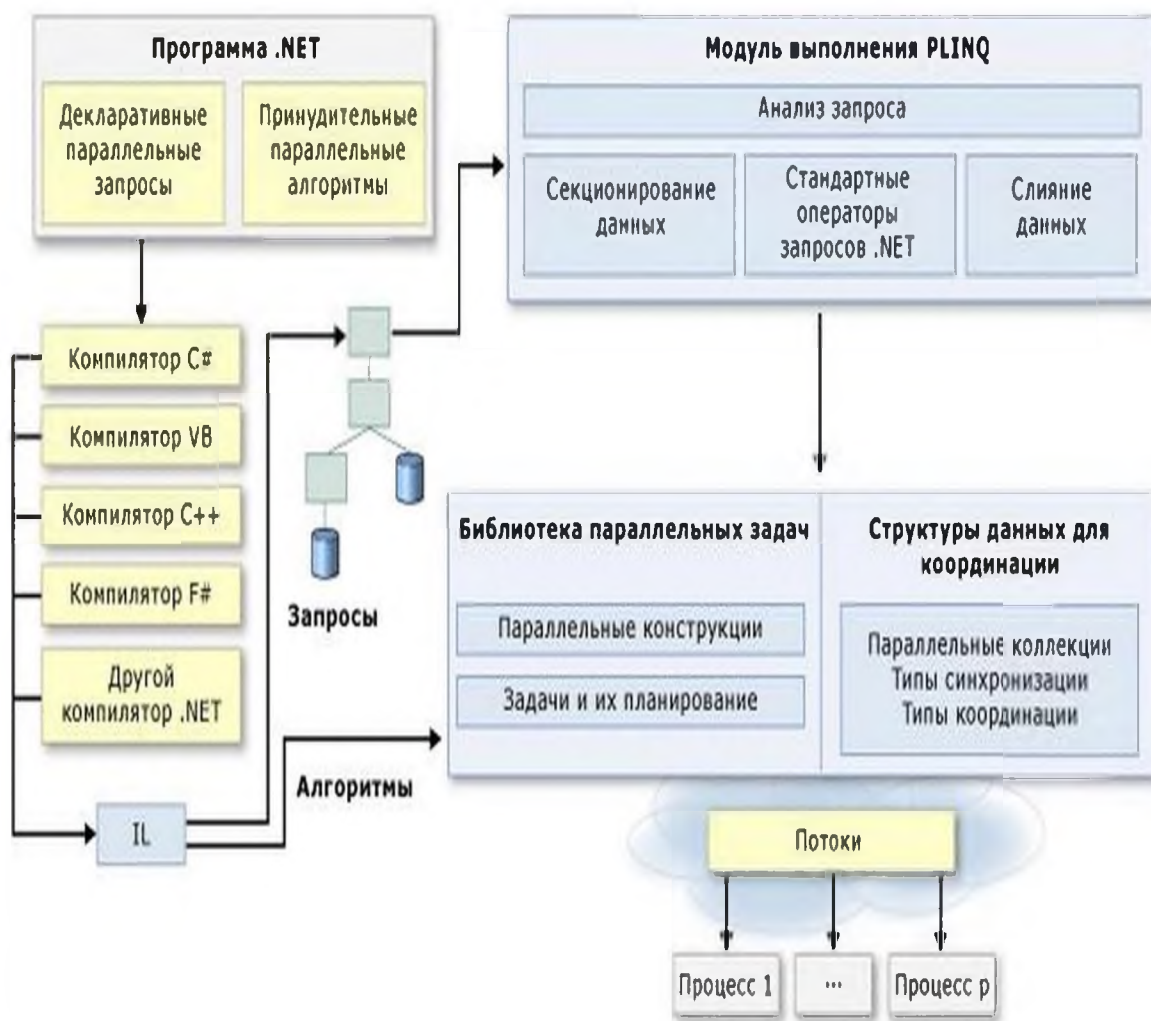 Программа .NET
Декларативные
параллельные
запросы
Принудительные
параллельные
алгоритмы
Модуль выполнения PLINQ
Анализ запроса
Секционирование
данных
Стандартные
операторы
запросов .NET
Слияние
данных
Компилятор C#
Компилятор VB
Компилятор C++
Компилятор F#
Другой
компилятор .NET
IL
Запросы
Алгоритмы
Библиотека параллельных задач
Параллельные конструкции
Задачи и их планирование
Структуры данных для
координации
Параллельные коллекции
Типы синхронизации
Типы координации
Потоки
Процесс 1
...
Процесс p